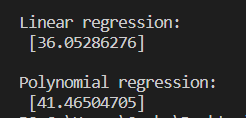 Linear regression:
[36.05286276]
Polynomial regression:
[41.46504705]